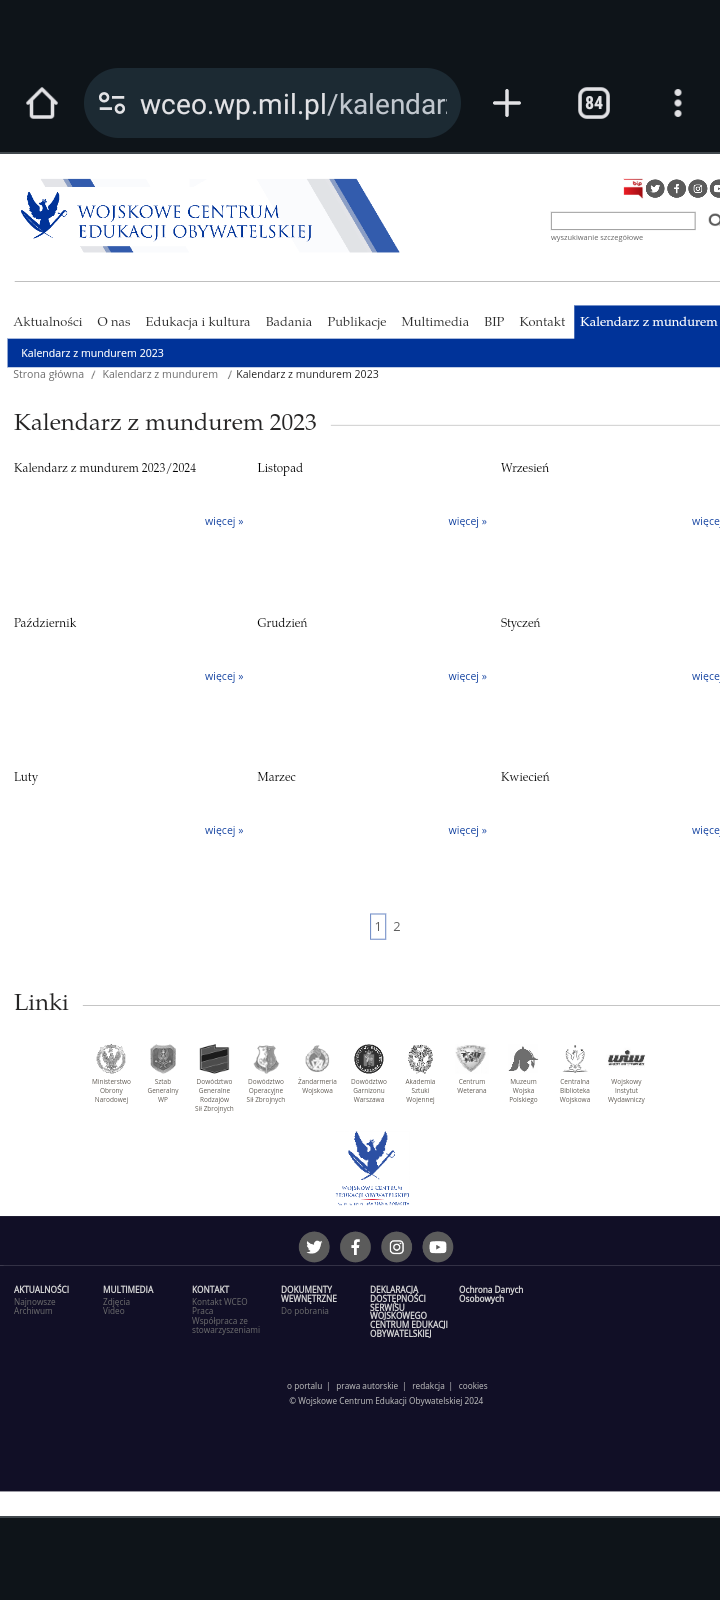 wceo.wp.mil.pl/kalendar
84
bip
WOJSKOWE CENTRUM
EDUKACJI OBYWATELSKIEJ
wyszukiwanie szczegółowe
Aktualności O nas Edukacja i kultura Badania Publikacje Multimedia BIP Kontakt Kalendarz z mundurem
Kalendarz z mundurem 2023
Strona główna / Kalendarz z mundurem / Kalendarz z mundurem 2023
Kalendarz z mundurem 2023
Kalendarz z mundurem 2023/2024 Listopad Wrzesień
więcej » więcej » więcej
Październik Grudzień Styczeń
więcej » więcej » więcej
Luty Marzec Kwiecień
więcej » więcej » więcej
1 2
Linki
Ministerstwo Obrony Narodowej
Sztab Generalny WP
Dowództwo Generalne Rodzajów Sił Zbrojnych
Dowództwo Operacyjne Sił Zbrojnych
Żandarmeria Wojskowa
Dowództwo Garnizonu Warszawa
Akademia Sztuki Wojennej
Centrum Weterana
Muzeum Wojska Polskiego
Centralna Biblioteka Wojskowa
Wojskowy Instytut Wydawniczy
WOJSKOWE CENTRUM
EDUKACJI OBYWATELSKIEJ
AKTUALNOŚCI
Najnowsze
Archiwum
MULTIMEDIA
Zdjęcia
Video
KONTAKT
Kontakt WCEO
Praca
Współpraca ze
stowarzyszeniami
DOKUMENTY
WEWNĘTRZNE
Do pobrania
DEKLARACJA
DOSTĘPNOŚCI
SERWISU
WOJSKOWEGO
CENTRUM EDUKACJI
OBYWATELSKIEJ
Ochrona Danych
Osobowych
o portalu | prawa autorskie | redakcja | cookies
© Wojskowe Centrum Edukacji Obywatelskiej 2024